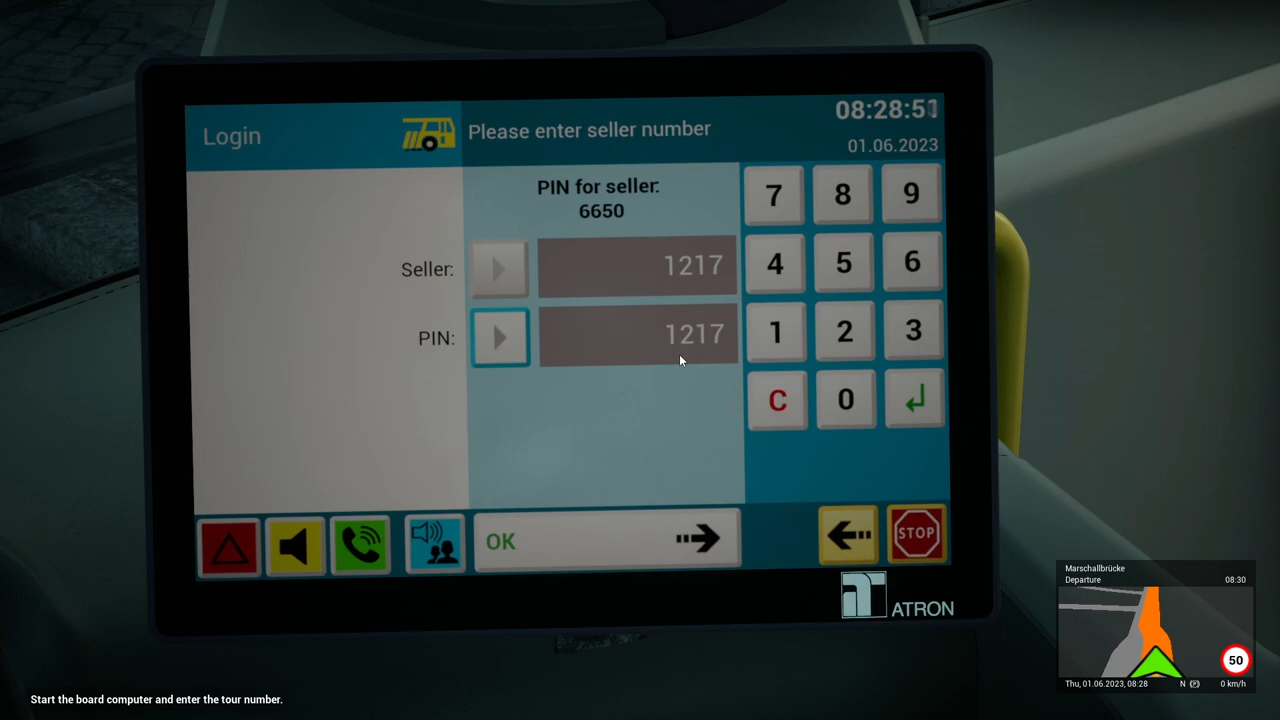 Login
Please enter seller number
08:28:51
01.06.2023
PIN for seller:
6650
Seller:
1217
PIN:
1217
7 8 9
4 5 6
1 2 3
C 0
OK
STOP
ATRON
Marschallbrücke
Departure 08:30
50
Thu, 01.06.2023, 08:28 N (P) 0 km/h
Start the board computer and enter the tour number.